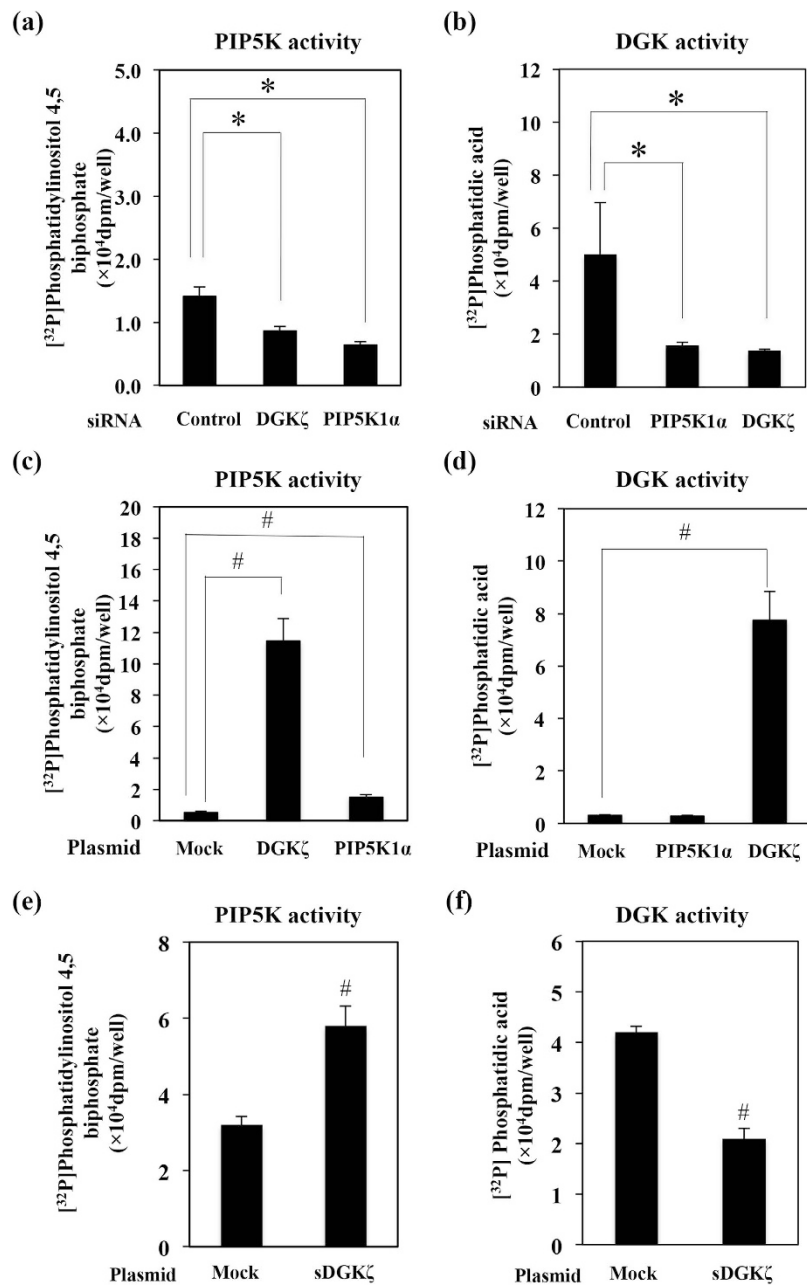 (a)
PIP5K activity
[³²P]Phosphatidylinositol 4,5
biphosphate
(×10⁴dpm/well)
5.0
4.0
3.0
2.0
1.0
0.0
*
*
siRNA Control DGKζ PIP5K1α
(b)
DGK activity
[³²P]Phosphatidic acid
(×10⁴dpm/well)
12
10
8
6
4
2
0
*
*
siRNA Control PIP5K1α DGKζ
(c)
PIP5K activity
[³²P]Phosphatidylinositol 4,5
biphosphate
(×10⁴dpm/well)
20
18
16
14
12
10
8
6
4
2
0
#
#
Plasmid Mock DGKζ PIP5K1α
(d)
DGK activity
[³²P]Phosphatidic acid
(×10⁴dpm/well)
12
10
8
6
4
2
0
#
Plasmid Mock PIP5K1α DGKζ
(e)
PIP5K activity
[³²P]Phosphatidylinositol 4,5
biphosphate
(×10⁴dpm/well)
8
6
4
2
0
#
Plasmid Mock sDGKζ
(f)
DGK activity
[³²P] Phosphatidic acid
(×10⁴dpm/well)
6
5
4
3
2
1
0
#
Plasmid Mock sDGKζ